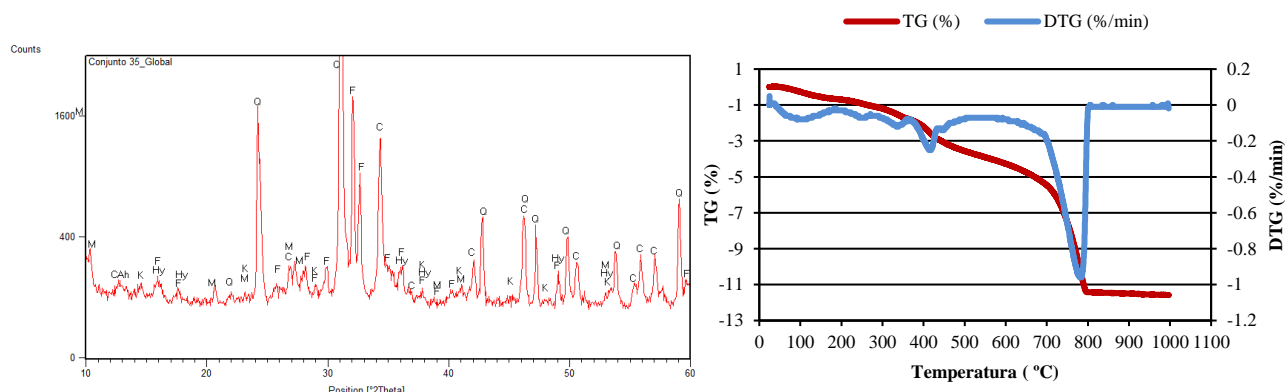 Counts
Conjunto 35_Global
1600
400
0
10
20
30
40
50
60
Position [°2Theta]
M
M
CAh
K
F
Hy
Hy
F
M
Q
K
M
Q
F
M
C
M
F
K
F
F
Q
F
F
C
F
F
Hy
C
K
Hy
F
M
F
F
K
M
C
Q
K
Q
C
Q
K
F
Hy
F
Q
C
M
Hy
K
Q
C
C
C
Q
F
TG (%)
DTG (%/min)
1
-1
-3
-5
-7
-9
-11
-13
TG (%)
0.2
0
-0.2
-0.4
-0.6
-0.8
-1
-1.2
DTG (%/min)
0 100 200 300 400 500 600 700 800 900 1000 1100
Temperatura ( ºC)